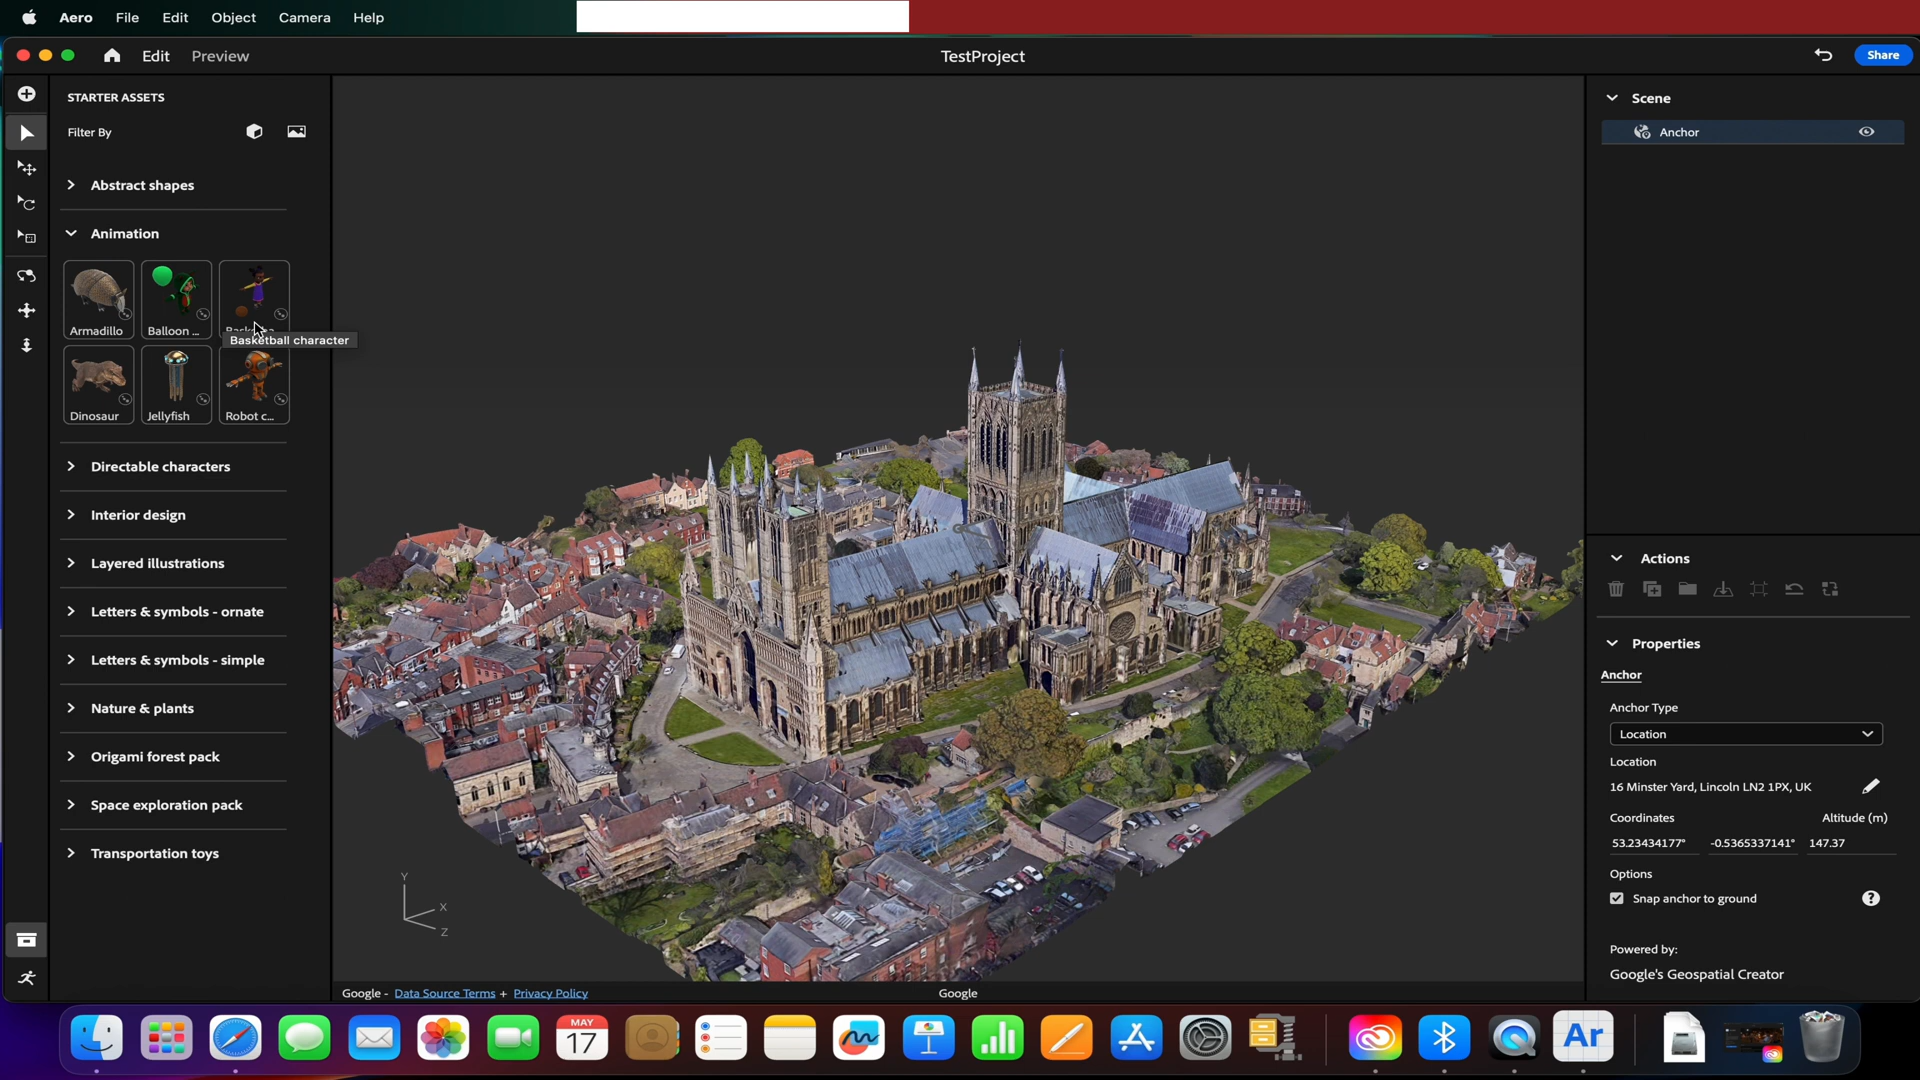 Aero File Edit Object Camera Help
Edit Preview TestProject Share
STARTER ASSETS
Filter By
Abstract shapes
Animation
Armadillo Balloon ...
Basketball character
Dinosaur Jellyfish Robot c...
Directable characters
Interior design
Layered illustrations
Letters & symbols - ornate
Letters & symbols - simple
Nature & plants
Origami forest pack
Space exploration pack
Transportation toys
Y
X
Z
Google - Data Source Terms + Privacy Policy Google
Scene
Anchor
Actions
Properties
Anchor
Anchor Type
Location
Location
16 Minster Yard, Lincoln LN2 1PX, UK
Coordinates Altitude (m)
53.23434177° -0.5365337141° 147.37
Options
Snap anchor to ground
Powered by:
Google's Geospatial Creator
MAY
17
Ar